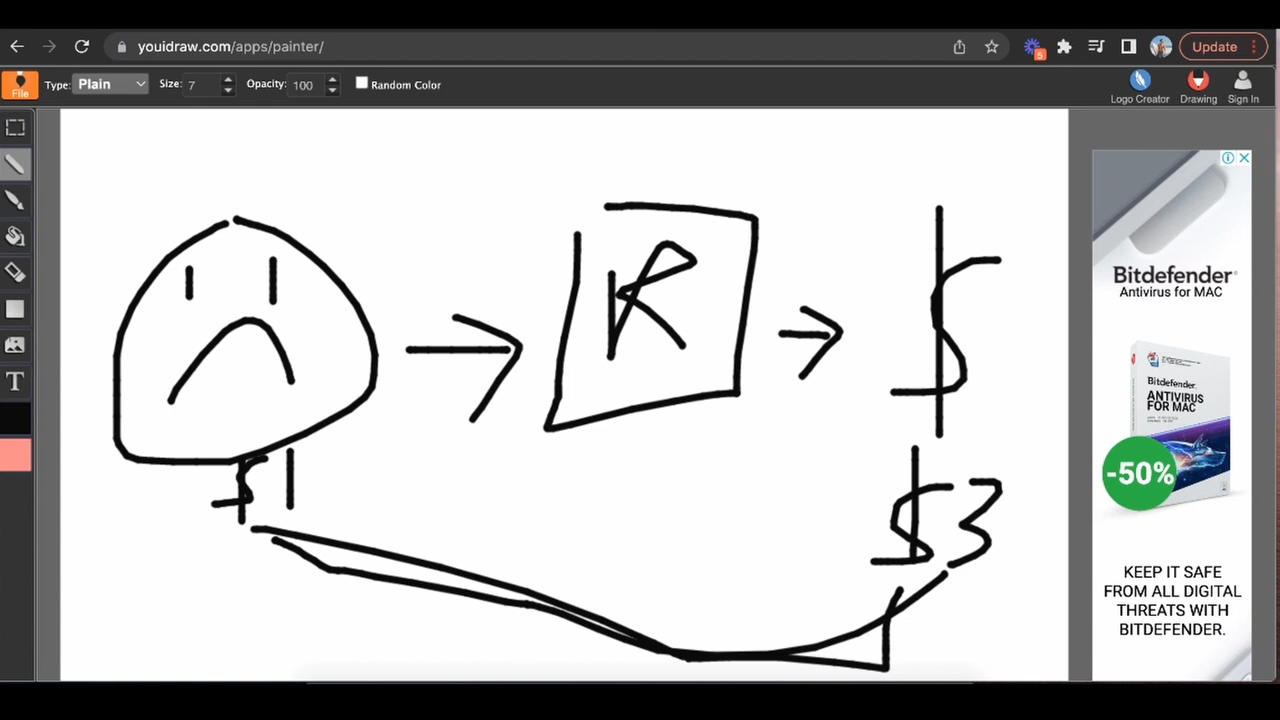 youidraw.com/apps/painter/
5
Update
File
Type: Plain Size: 7 Opacity: 100 Random Color
Logo Creator Drawing Sign In
T
R
$
$1
$3
Bitdefender
Antivirus for MAC
Bitdefender
ANTIVIRUS
FOR MAC
-50%
KEEP IT SAFE
FROM ALL DIGITAL
THREATS WITH
BITDEFENDER.